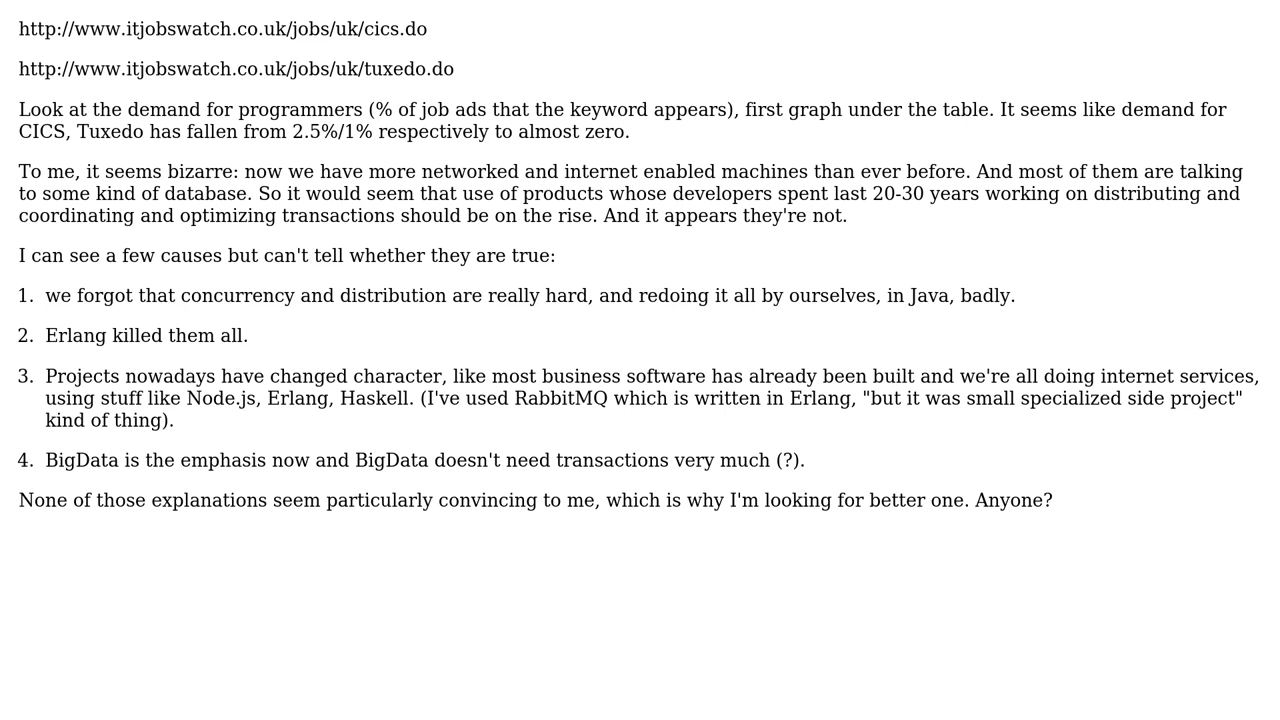 http://www.itjobswatch.co.uk/jobs/uk/cics.do
http://www.itjobswatch.co.uk/jobs/uk/tuxedo.do
Look at the demand for programmers (% of job ads that the keyword appears), first graph under the table. It seems like demand for
CICS, Tuxedo has fallen from 2.5%/1% respectively to almost zero.
To me, it seems bizarre: now we have more networked and internet enabled machines than ever before. And most of them are talking
to some kind of database. So it would seem that use of products whose developers spent last 20-30 years working on distributing and
coordinating and optimizing transactions should be on the rise. And it appears they're not.
I can see a few causes but can't tell whether they are true:
1. we forgot that concurrency and distribution are really hard, and redoing it all by ourselves, in Java, badly.
2. Erlang killed them all.
3. Projects nowadays have changed character, like most business software has already been built and we're all doing internet services,
using stuff like Node.js, Erlang, Haskell. (I've used RabbitMQ which is written in Erlang, "but it was small specialized side project"
kind of thing).
4. BigData is the emphasis now and BigData doesn't need transactions very much (?).
None of those explanations seem particularly convincing to me, which is why I'm looking for better one. Anyone?